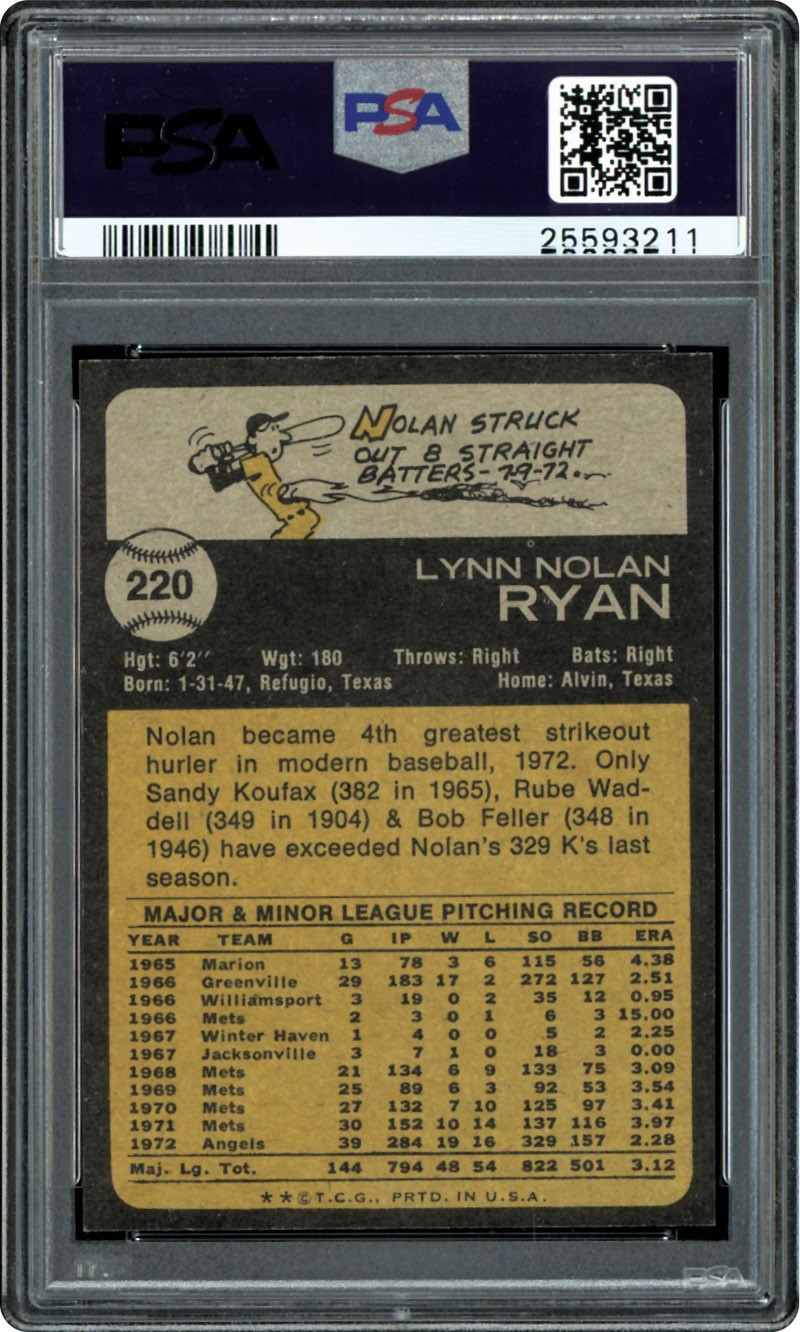 PSA
PSA
25593211
NOLAN STRUCK
OUT 8 STRAIGHT
BATTERS-7-9-72.
220
LYNN NOLAN
RYAN
Hgt: 6'2'' Wgt: 180 Throws: Right Bats: Right
Born: 1-31-47, Refugio, Texas Home: Alvin, Texas
Nolan became 4th greatest strikeout
hurler in modern baseball, 1972. Only
Sandy Koufax (382 in 1965), Rube Wad-
dell (349 in 1904) & Bob Feller (348 in
1946) have exceeded Nolan's 329 K's last
season.
MAJOR & MINOR LEAGUE PITCHING RECORD
YEAR TEAM G IP W L SO BB ERA
1965 Marion 13 78 3 6 115 56 4.38
1966 Greenville 29 183 17 2 272 127 2.51
1966 Williamsport 3 19 0 2 35 12 0.95
1966 Mets 2 3 0 1 6 3 15.00
1967 Winter Haven 1 4 0 0 5 2 2.25
1967 Jacksonville 3 7 1 0 18 3 0.00
1968 Mets 21 134 6 9 133 75 3.09
1969 Mets 25 89 6 3 92 53 3.54
1970 Mets 27 132 7 10 125 97 3.41
1971 Mets 30 152 10 14 137 116 3.97
1972 Angels 39 284 19 16 329 157 2.28
Maj. Lg. Tot. 144 794 48 54 822 501 3.12
**©T.C.G., PRTD. IN U.S.A.
PSA